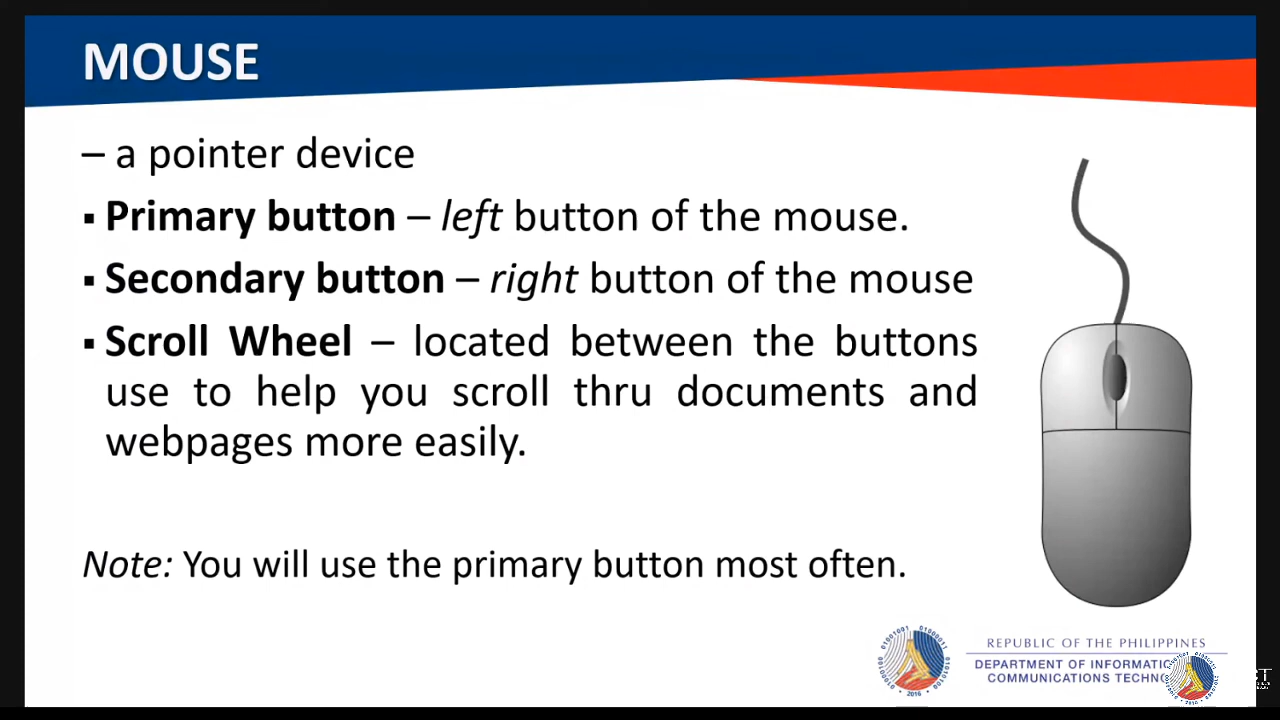 MOUSE
– a pointer device
▪ Primary button – left button of the mouse.
▪ Secondary button – right button of the mouse
▪ Scroll Wheel – located between the buttons
use to help you scroll thru documents and
webpages more easily.
Note: You will use the primary button most often.
REPUBLIC OF THE PHILIPPINES
DEPARTMENT OF
COMMUNICATIONS
2016